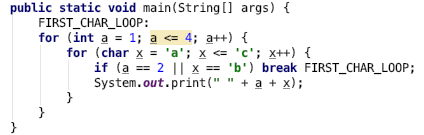 public static void main(String[] args) {
FIRST_CHAR_LOOP:
for (int a = 1; a <= 4; a++) {
for (char x = 'a'; x <= 'c'; x++) {
if (a == 2 || x == 'b') break FIRST_CHAR_LOOP;
System.out.print(" " + a + x);
}
}
}